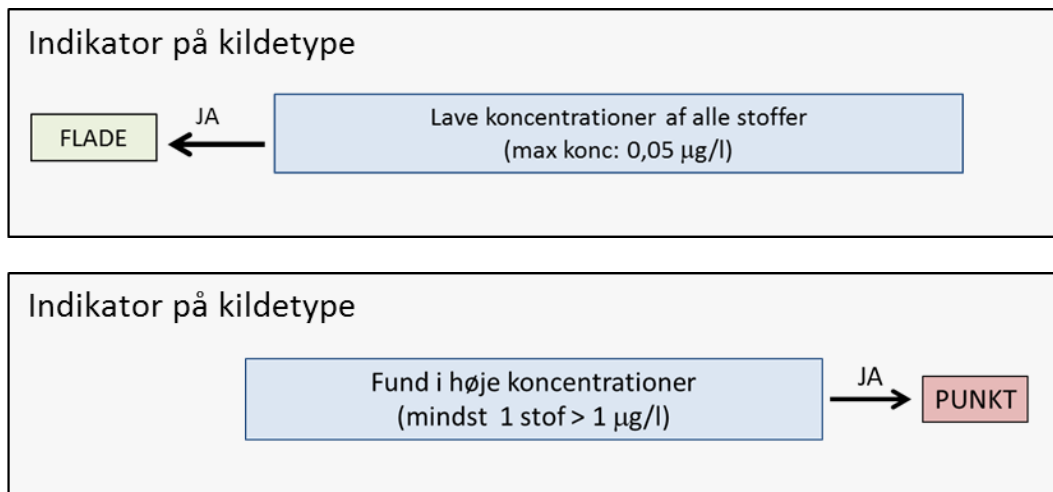 Indikator på kildetype
JA
FLADE
Lave koncentrationer af alle stoffer
(max konc: 0,05 µg/l)
Indikator på kildetype
Fund i høje koncentrationer
(mindst 1 stof > 1 µg/l)
JA
PUNKT